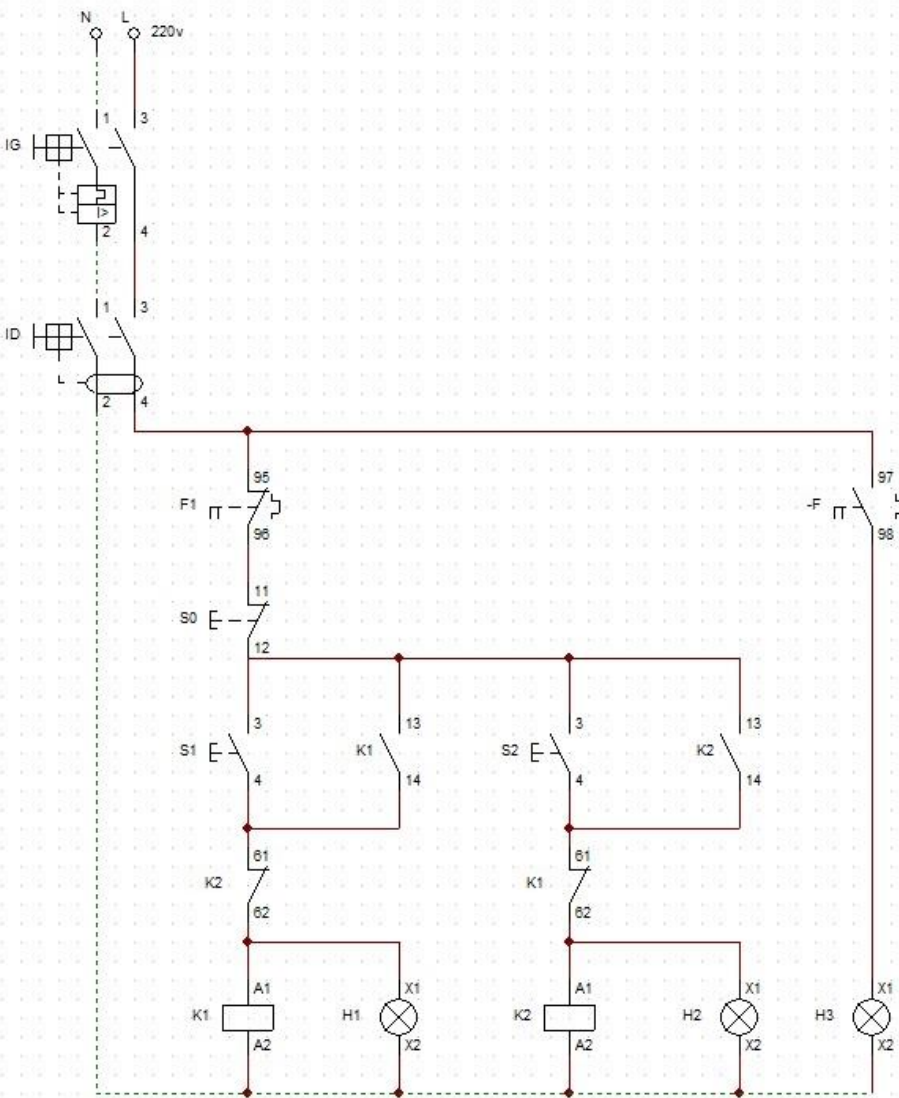 N L 220v
1 3
IG
I>
2 4
1 3
ID
2 4
95 97
F1 -F
96 98
11
S0
12
3 13 3 13
S1 K1 S2 K2
4 14 4 14
61 61
K2 K1
62 62
A1 X1 A1 X1 X1
K1 H1 K2 H2 H3
A2 X2 A2 X2 X2